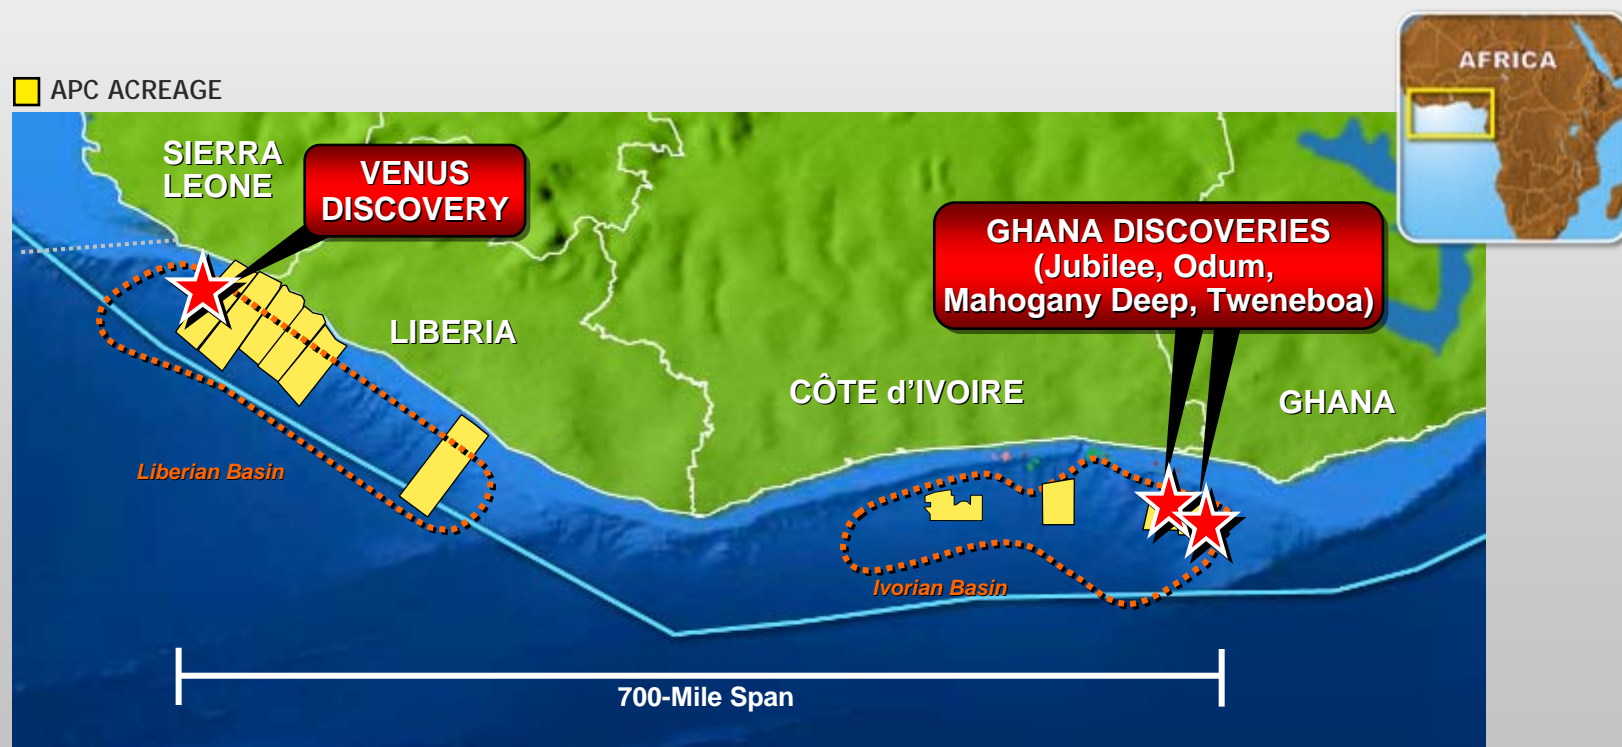 AFRICA
APC ACREAGE
SIERRA
LEONE
VENUS
DISCOVERY
GHANA DISCOVERIES
(Jubilee, Odum,
Mahogany Deep, Tweneboa)
LIBERIA
CÔTE d'IVOIRE
GHANA
Liberian Basin
Ivorian Basin
700-Mile Span